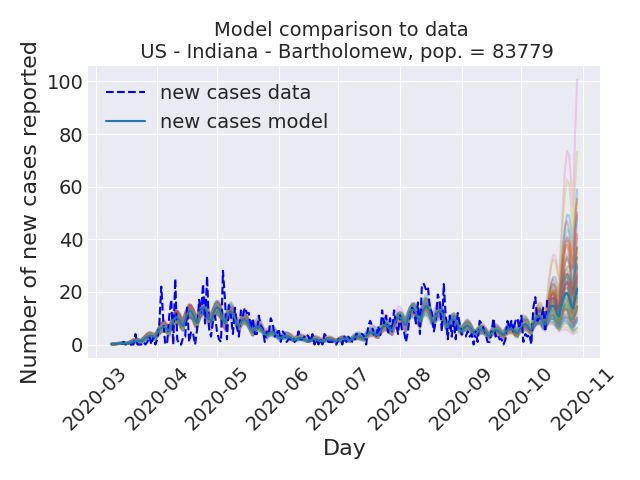 Model comparison to data
US - Indiana - Bartholomew, pop. = 83779
Number of new cases reported
100
80
60
40
20
0
new cases data
new cases model
2020-03
2020-04
2020-05
2020-06
2020-07
2020-08
2020-09
2020-10
2020-11
Day